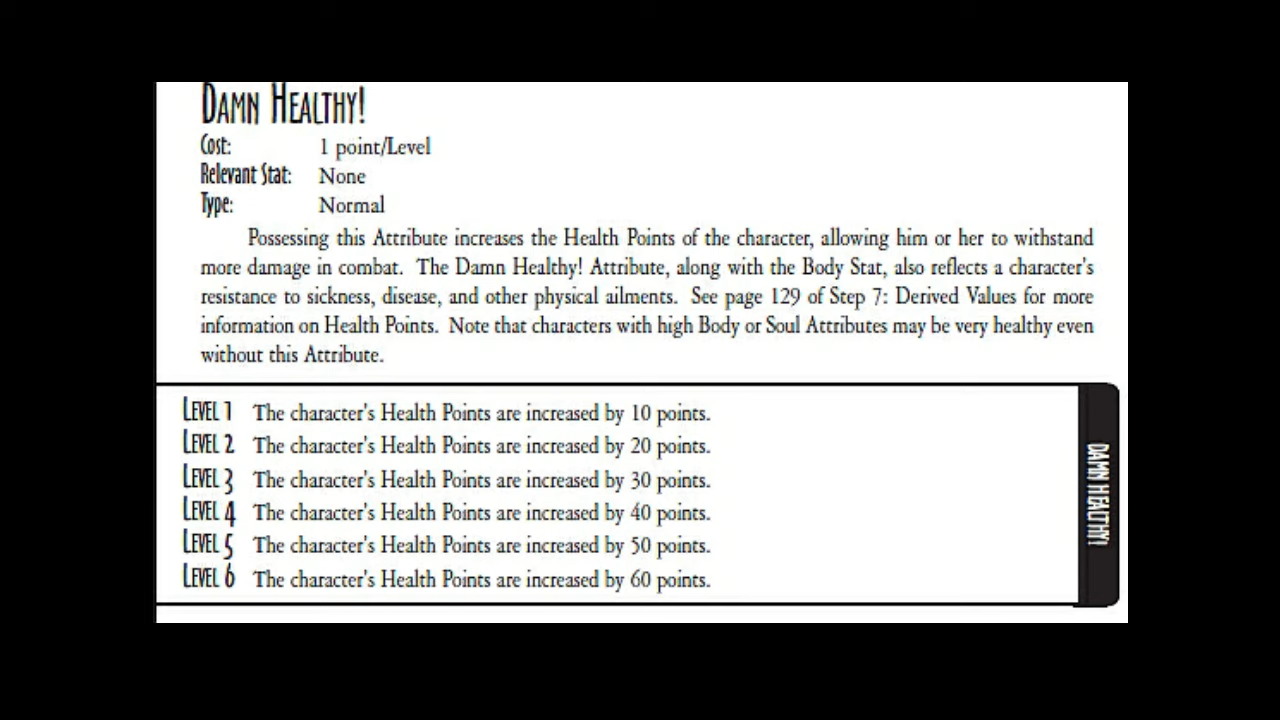 DAMN HEALTHY!
Cost: 1 point/Level
Relevant Stat: None
Type: Normal
Possessing this Attribute increases the Health Points of the character, allowing him or her to withstand
more damage in combat. The Damn Healthy! Attribute, along with the Body Stat, also reflects a character's
resistance to sickness, disease, and other physical ailments. See page 129 of Step 7: Derived Values for more
information on Health Points. Note that characters with high Body or Soul Attributes may be very healthy even
without this Attribute.
LEVEL 1 The character's Health Points are increased by 10 points.
LEVEL 2 The character's Health Points are increased by 20 points.
LEVEL 3 The character's Health Points are increased by 30 points.
LEVEL 4 The character's Health Points are increased by 40 points.
LEVEL 5 The character's Health Points are increased by 50 points.
LEVEL 6 The character's Health Points are increased by 60 points.
DAMN HEALTHY!